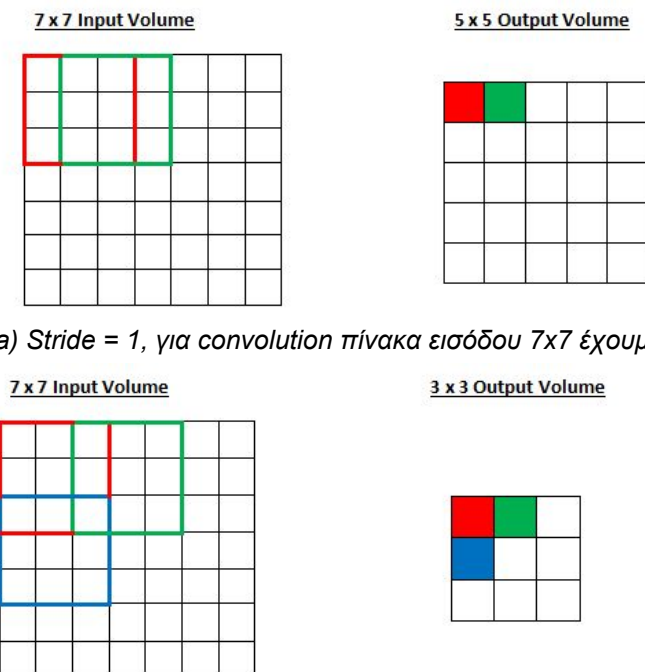 7 x 7 Input Volume
5 x 5 Output Volume
a) Stride = 1, για convolution πίνακα εισόδου 7x7 έχουμ
7 x 7 Input Volume
3 x 3 Output Volume